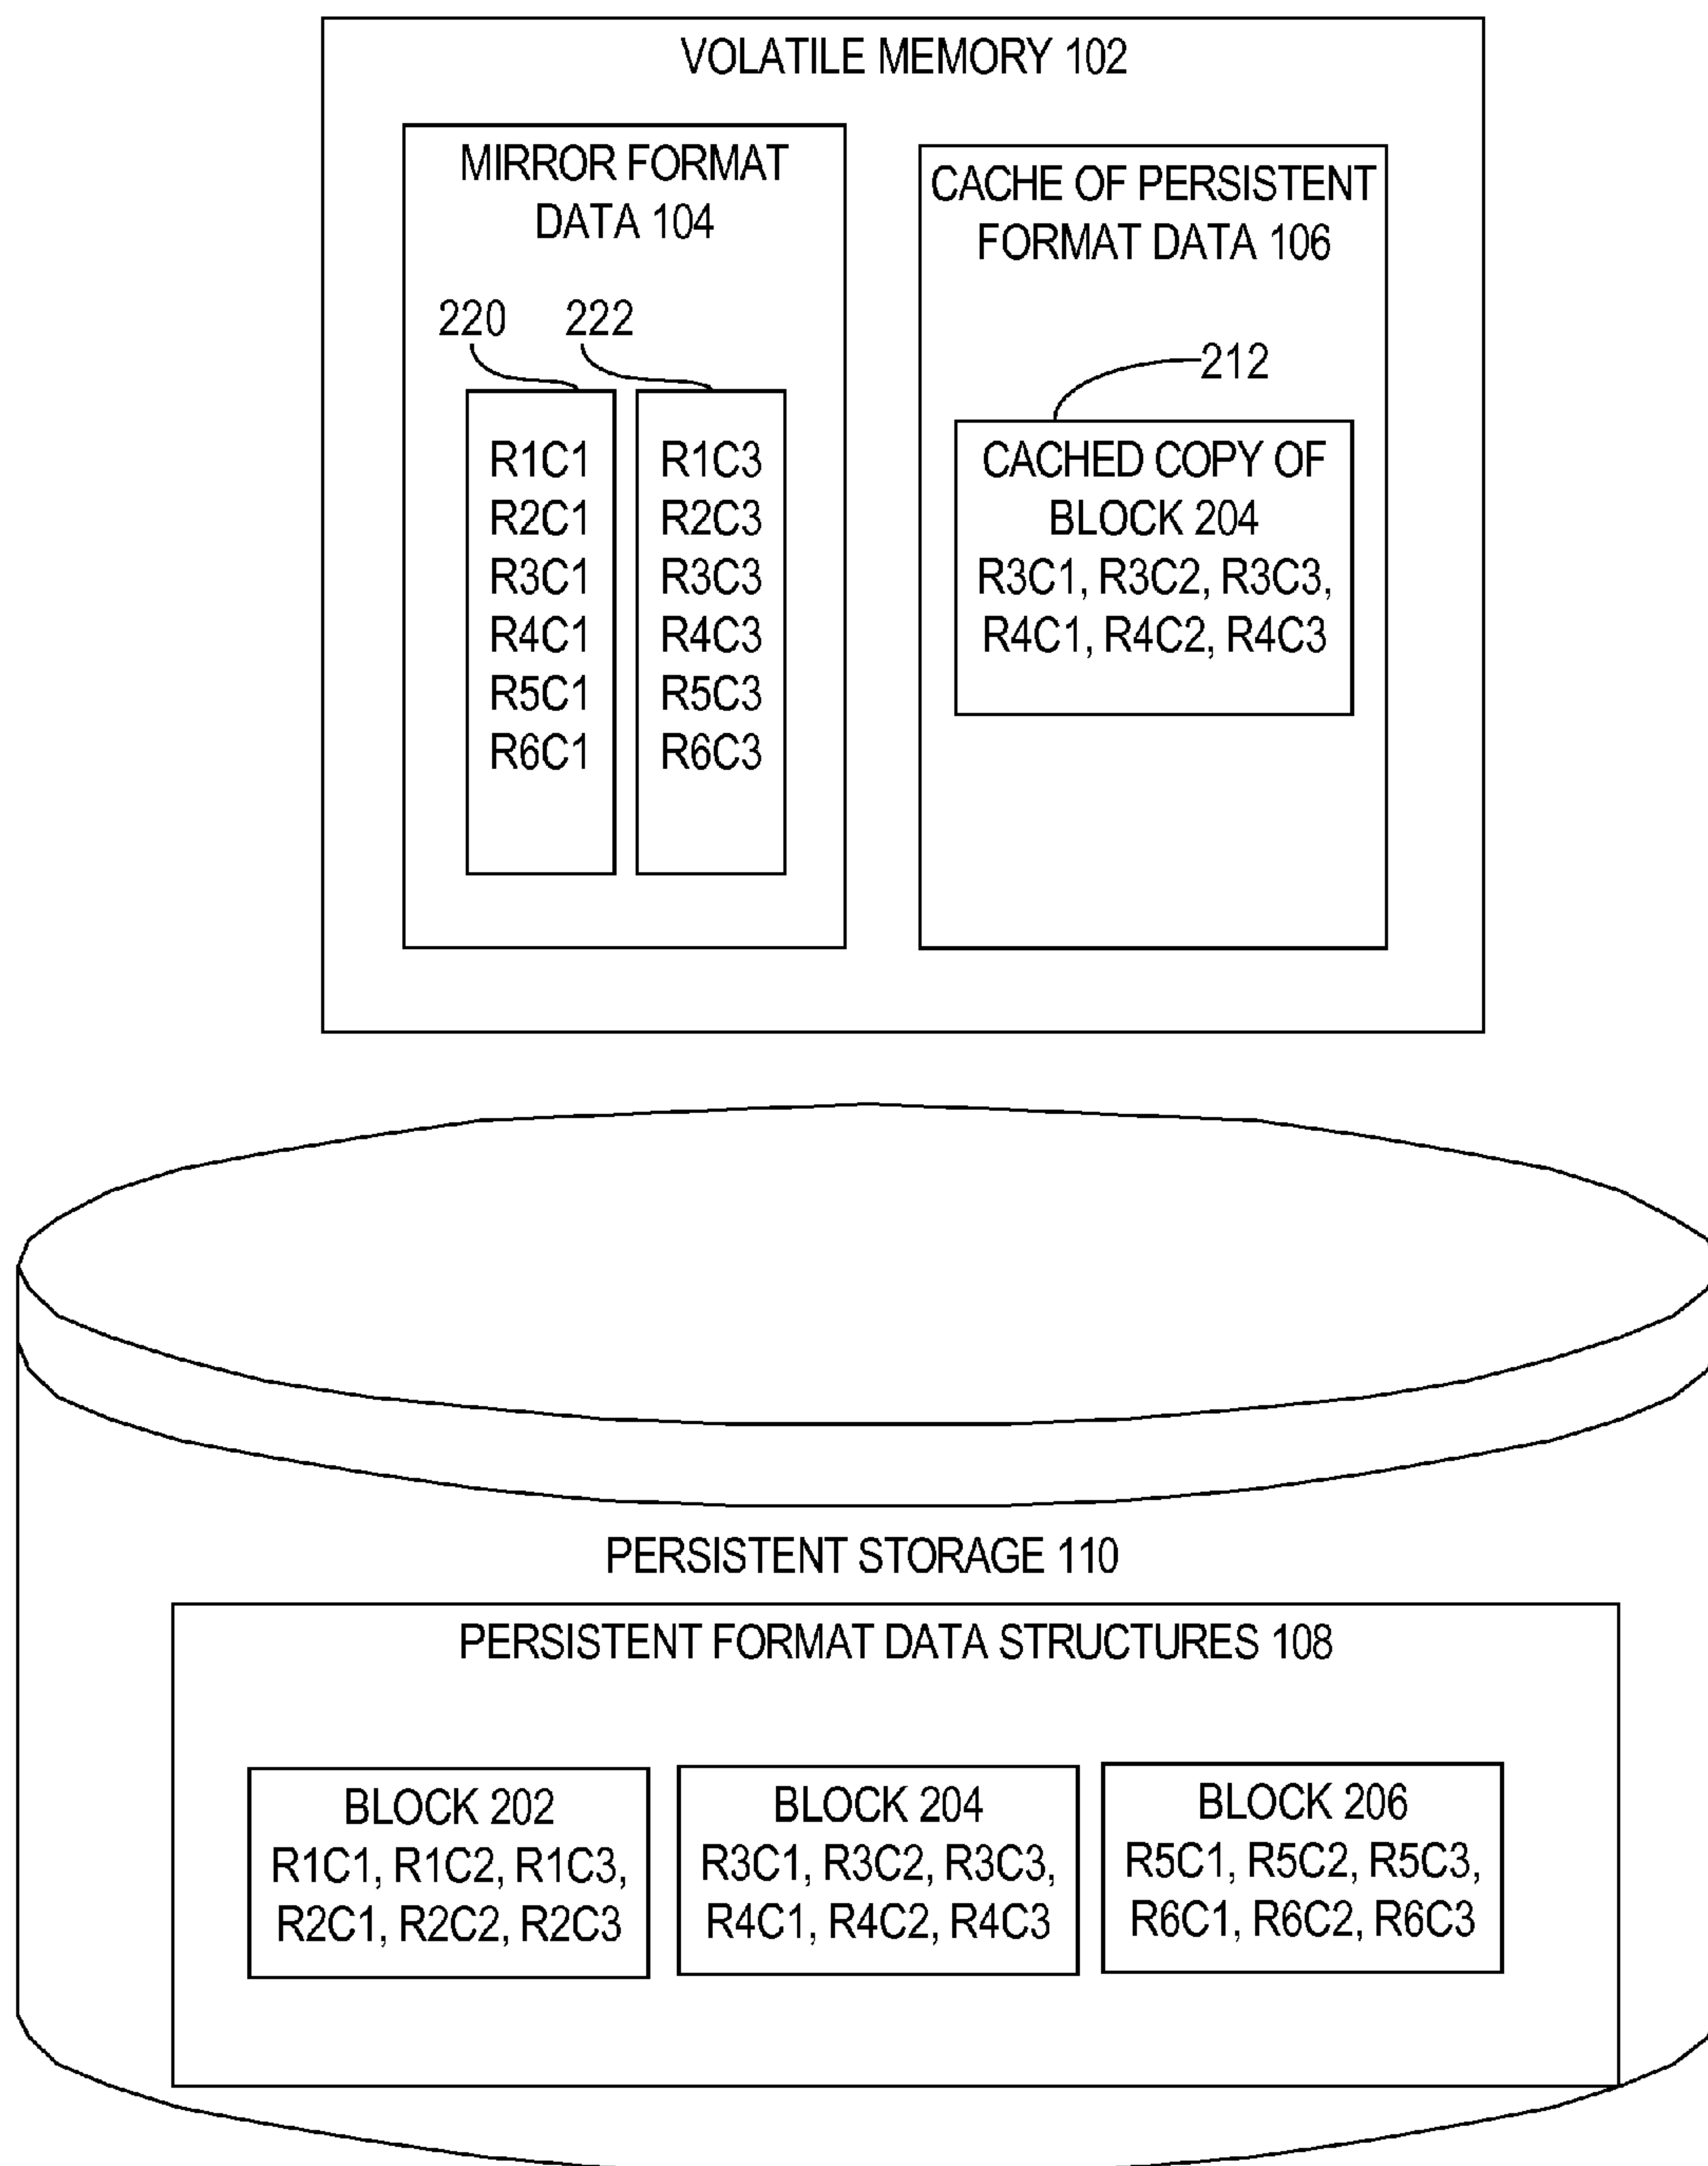 VOLATILE MEMORY 102
MIRROR FORMAT
DATA 104
220
222
R1C1
R2C1
R3C1
R4C1
R5C1
R6C1
R1C3
R2C3
R3C3
R4C3
R5C3
R6C3
CACHE OF PERSISTENT
FORMAT DATA 106
212
CACHED COPY OF
BLOCK 204
R3C1, R3C2, R3C3,
R4C1, R4C2, R4C3
PERSISTENT STORAGE 110
PERSISTENT FORMAT DATA STRUCTURES 108
BLOCK 202
R1C1, R1C2, R1C3,
R2C1, R2C2, R2C3
BLOCK 204
R3C1, R3C2, R3C3,
R4C1, R4C2, R4C3
BLOCK 206
R5C1, R5C2, R5C3,
R6C1, R6C2, R6C3